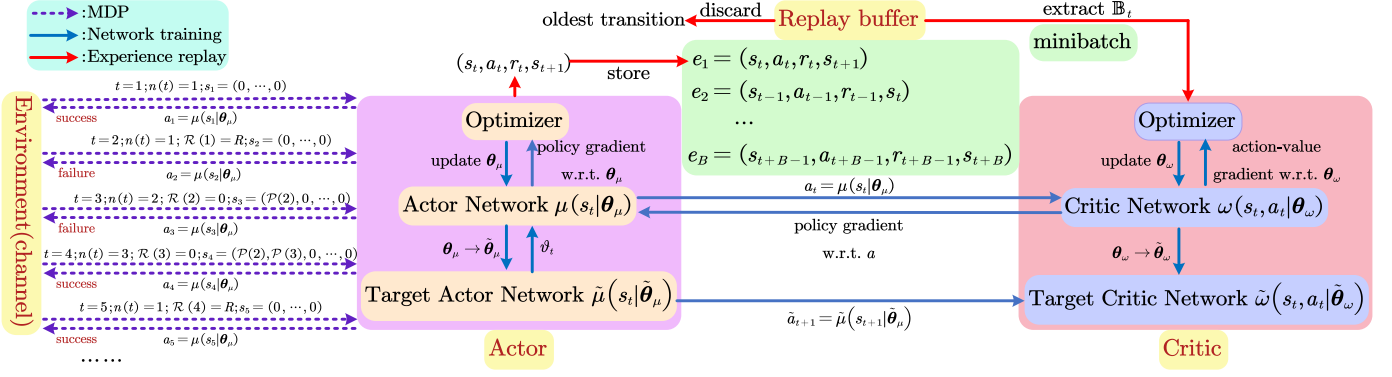 :MDP
:Network training
:Experience replay
oldest transition
discard
Replay buffer
extract 𝔹_t
minibatch
(s_t, a_t, r_t, s_{t+1})
store
e_1 = (s_t, a_t, r_t, s_{t+1})
e_2 = (s_{t-1}, a_{t-1}, r_{t-1}, s_t)
...
e_B = (s_{t+B-1}, a_{t+B-1}, r_{t+B-1}, s_{t+B})
Environment(channel)
t=1; n(t)=1; s_1=(0, ⋯, 0)
success
a_1=μ(s_1|θ_μ)
t=2; n(t)=1; ℛ(1)=R; s_2=(0, ⋯, 0)
failure
a_2=μ(s_2|θ_μ)
t=3; n(t)=2; ℛ(2)=0; s_3=(𝒫(2), 0, ⋯, 0)
failure
a_3=μ(s_3|θ_μ)
t=4; n(t)=3; ℛ(3)=0; s_4=(𝒫(2), 𝒫(3), 0, ⋯, 0)
success
a_4=μ(s_4|θ_μ)
t=5; n(t)=1; ℛ(4)=R; s_5=(0, ⋯, 0)
success
a_5=μ(s_5|θ_μ)
⋯⋯
Optimizer
update θ_μ
policy gradient
w.r.t. θ_μ
Actor Network μ(s_t|θ_μ)
θ_μ → θ̃_μ
ϑ_t
Target Actor Network μ̃(s_t|θ̃_μ)
Actor
a_t=μ(s_t|θ_μ)
policy gradient
w.r.t. a
ã_{t+1}=μ̃(s_{t+1}|θ̃_μ)
Optimizer
update θ_ω
action-value
gradient w.r.t. θ_ω
Critic Network ω(s_t, a_t|θ_ω)
θ_ω → θ̃_ω
Target Critic Network ω̃(s_t, a_t|θ̃_ω)
Critic